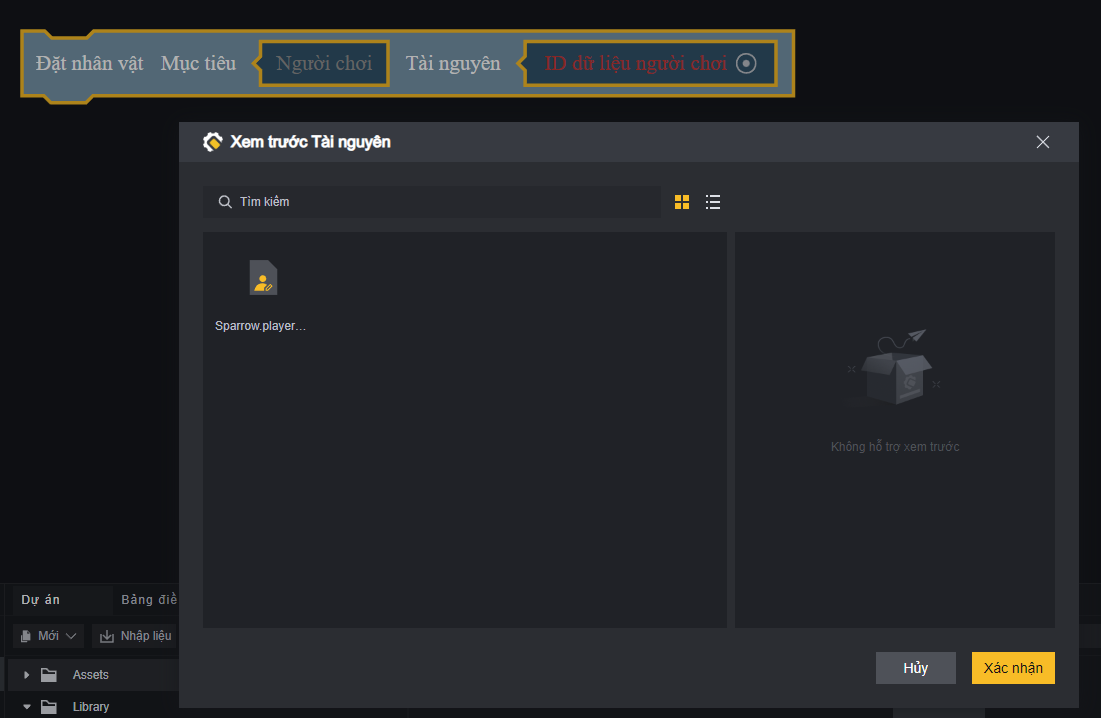 Đặt nhân vật Mục tiêu Người chơi Tài nguyên ID dữ liệu người chơi
Xem trước Tài nguyên
Tìm kiếm
Sparrow.player...
Không hỗ trợ xem trước
Dự án Bảng điề
Mới Nhập liệu
Assets
Library
Hủy Xác nhận